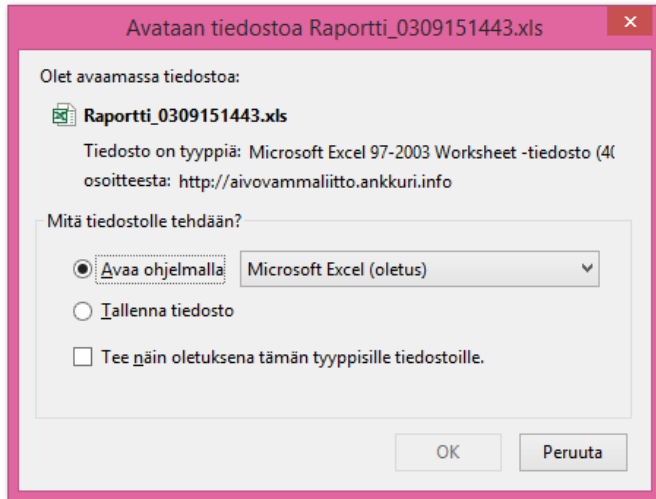 Avataan tiedostoa Raportti_0309151443.xls
Olet avaamassa tiedostoa:
Raportti_0309151443.xls
Tiedosto on tyyppiä: Microsoft Excel 97-2003 Worksheet -tiedosto (4(
osoitteesta: http://aivovammaliitto.ankkuri.info
Mitä tiedostolle tehdään?
Avaa ohjelmalla Microsoft Excel (oletus)
Tallenna tiedosto
Tee näin oletuksena tämän tyyppisille tiedostoille.
OK Peruuta